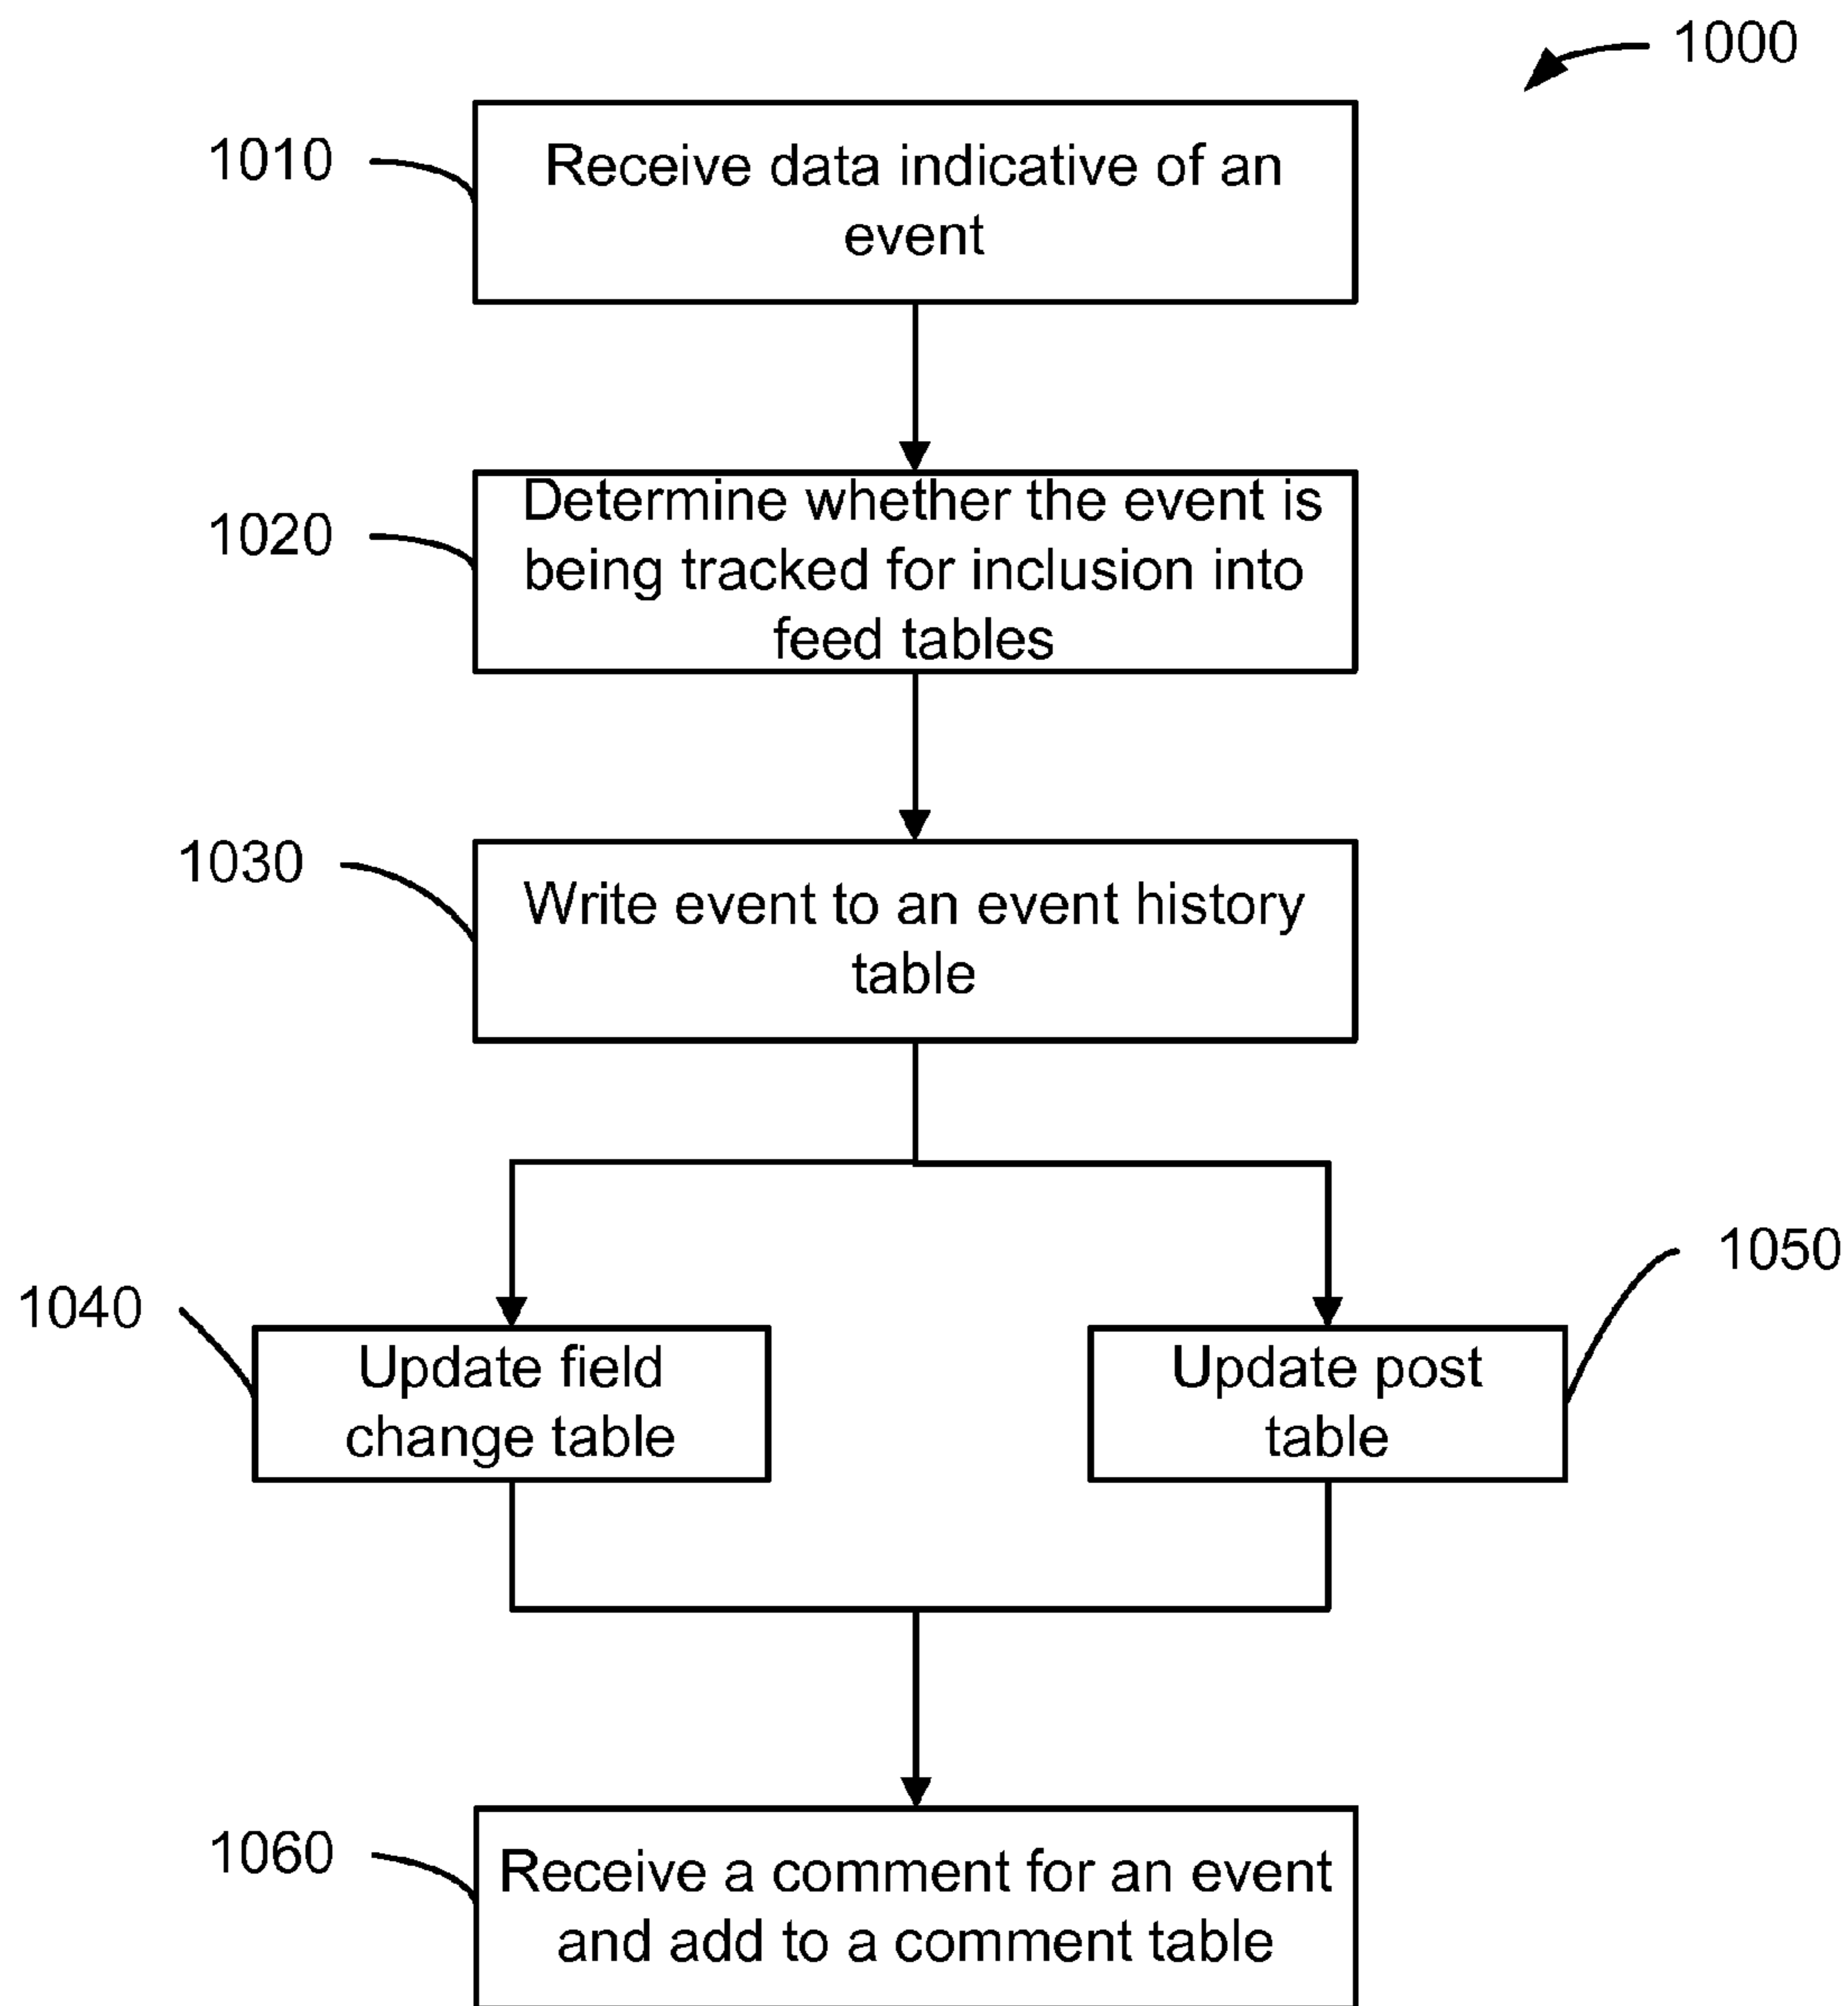 1000
1010
Receive data indicative of an
event
1020
Determine whether the event is
being tracked for inclusion into
feed tables
1030
Write event to an event history
table
1040
Update field
change table
1050
Update post
table
1060
Receive a comment for an event
and add to a comment table